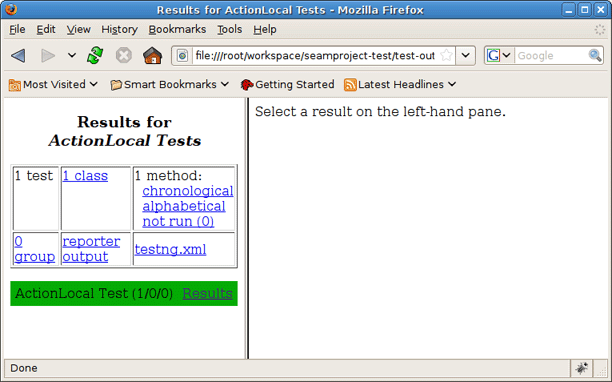 Results for ActionLocal Tests - Mozilla Firefox
File Edit View History Bookmarks Tools Help
file:///root/workspace/seamproject-test/test-out
G Google
Most Visited Smart Bookmarks Getting Started Latest Headlines
Results for
ActionLocal Tests
1 test 1 class 1 method:
chronological
alphabetical
not run (0)
0 group reporter output testng.xml
ActionLocal Test (1/0/0) Results
Select a result on the left-hand pane.
Done